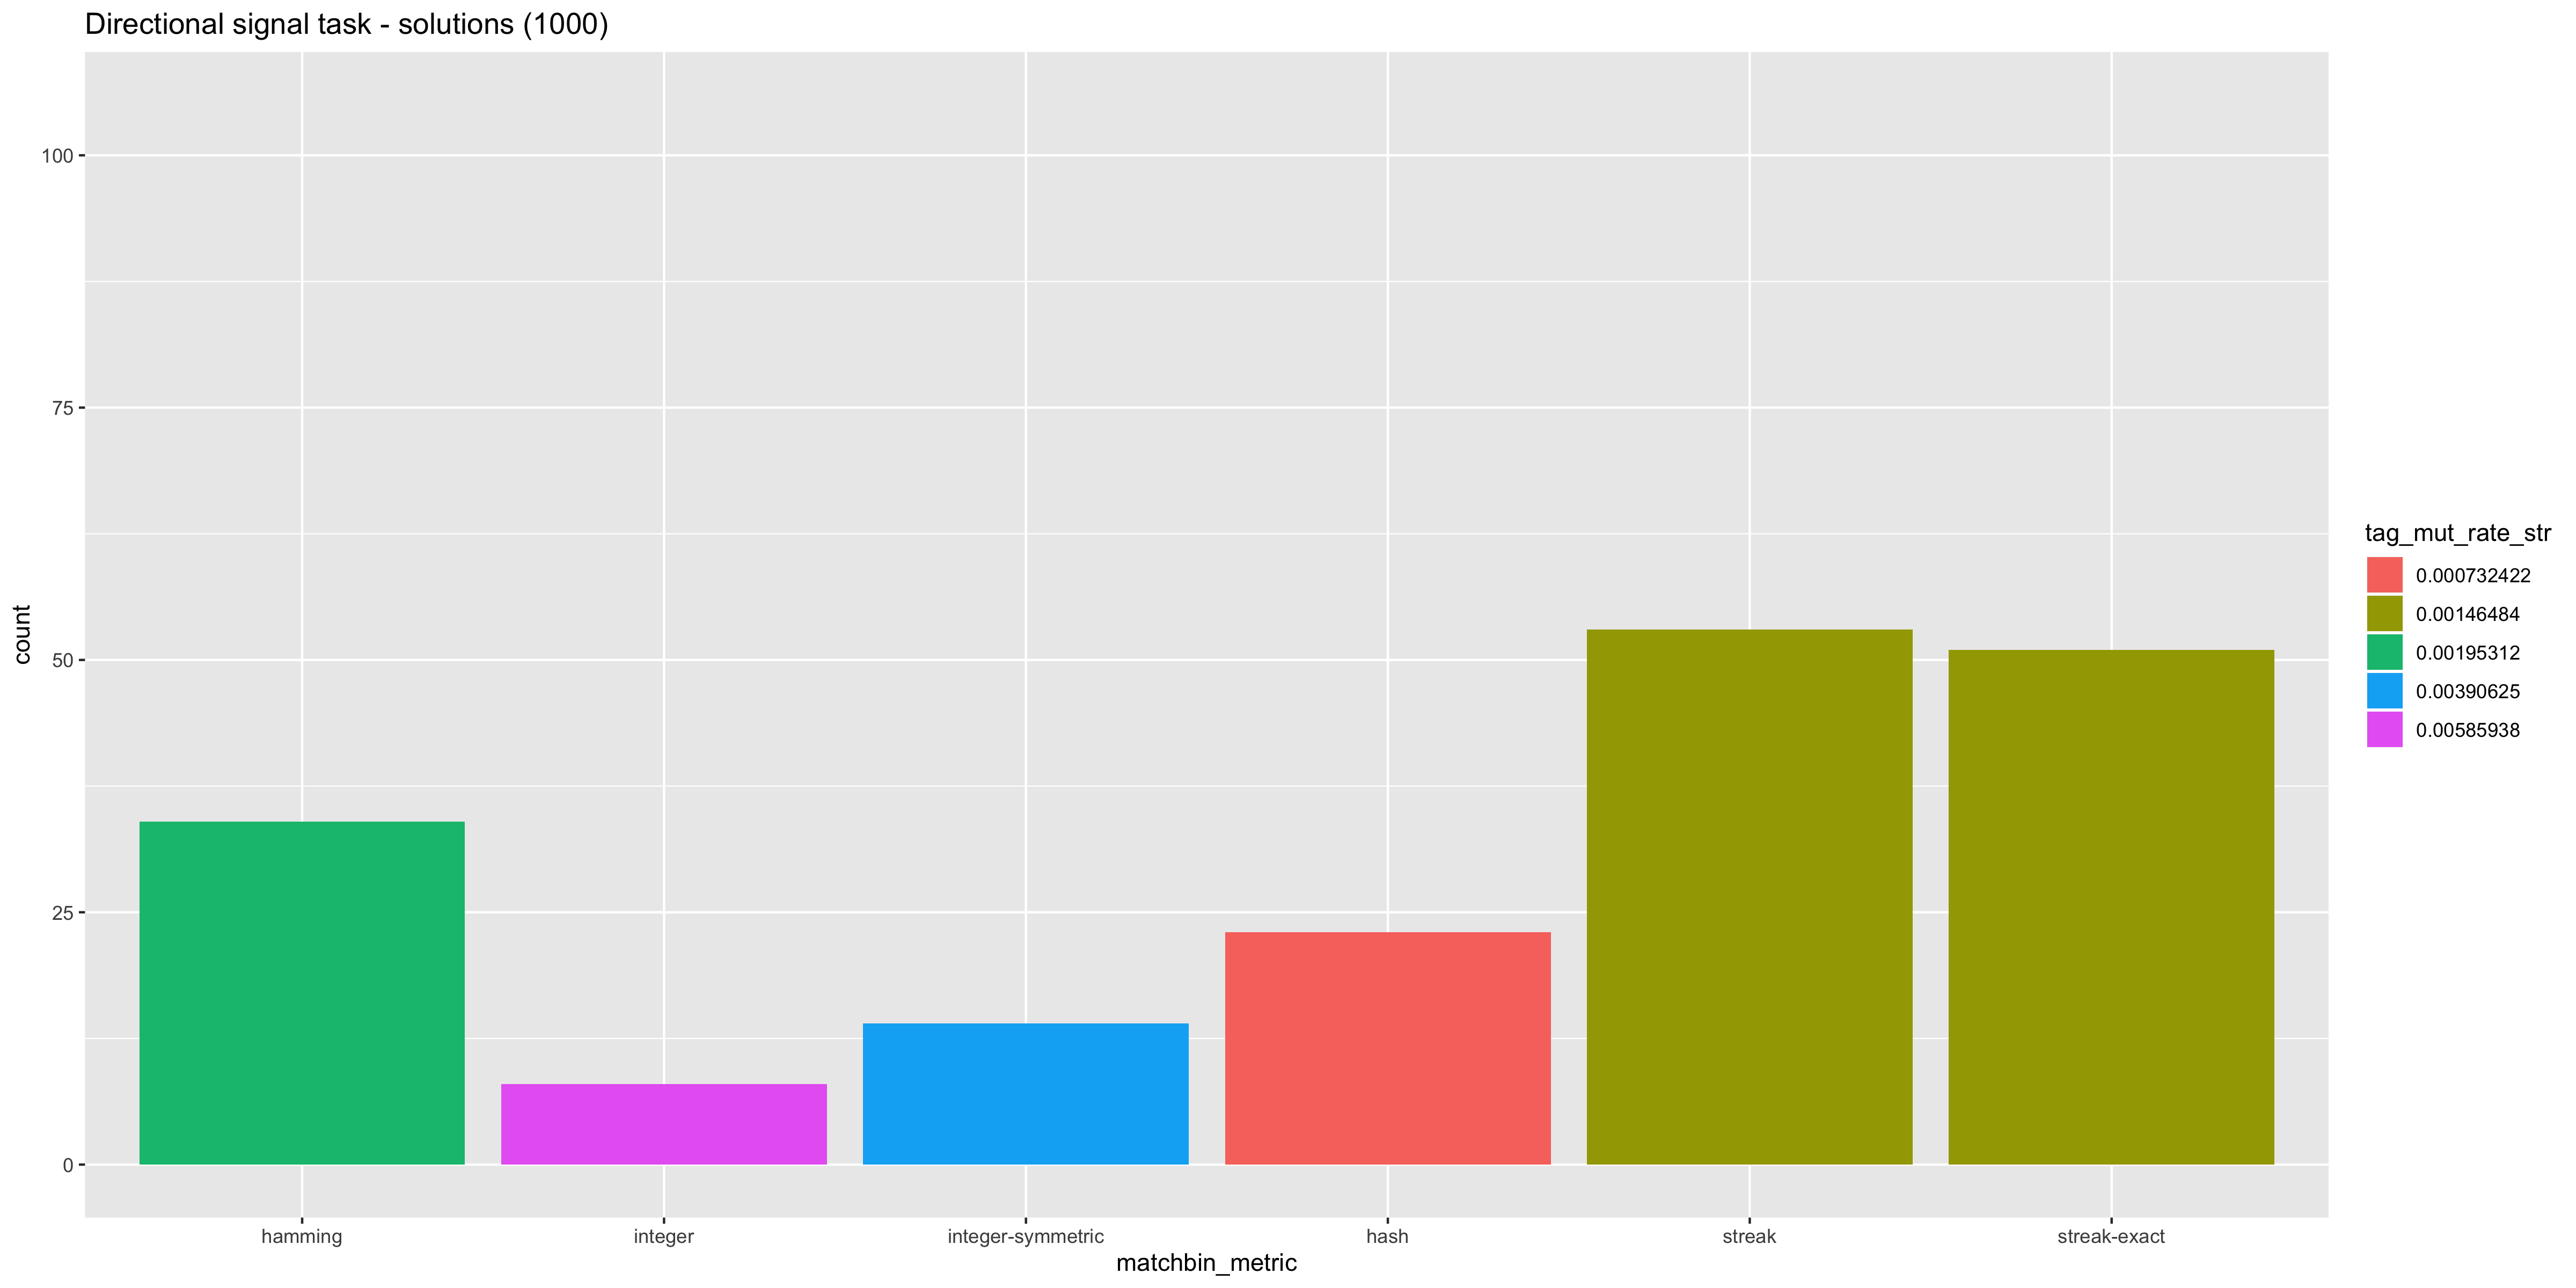 Directional signal task - solutions (1000)
100
75
50
25
0
count
hamming
integer
integer-symmetric
hash
streak
streak-exact
matchbin_metric
tag_mut_rate_str
0.000732422
0.00146484
0.00195312
0.00390625
0.00585938